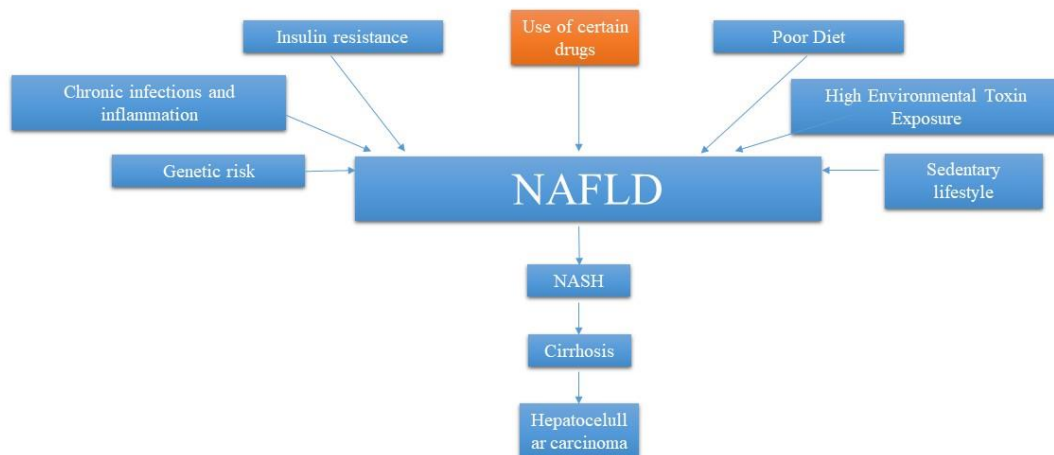 Insulin resistance
Use of certain
drugs
Poor Diet
Chronic infections and
inflammation
High Environmental Toxin
Exposure
Genetic risk
NAFLD
Sedentary
lifestyle
NASH
Cirrhosis
Hepatocelull
ar carcinoma